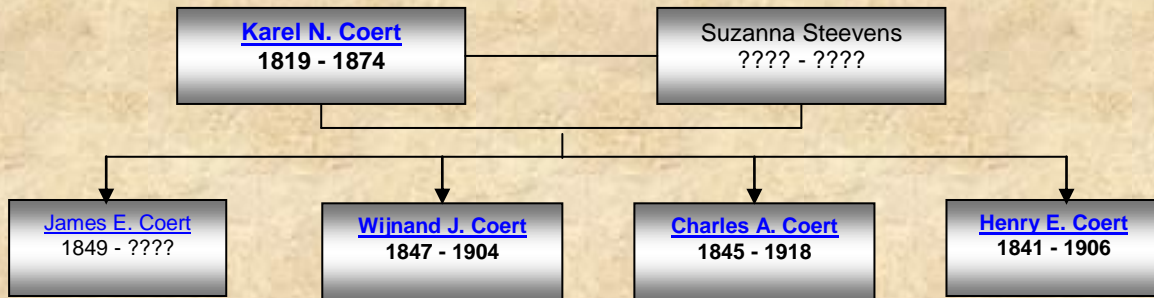 Karel N. Coert
1819 - 1874
Suzanna Steevens
???? - ????
James E. Coert
1849 - ????
Wijnand J. Coert
1847 - 1904
Charles A. Coert
1845 - 1918
Henry E. Coert
1841 - 1906